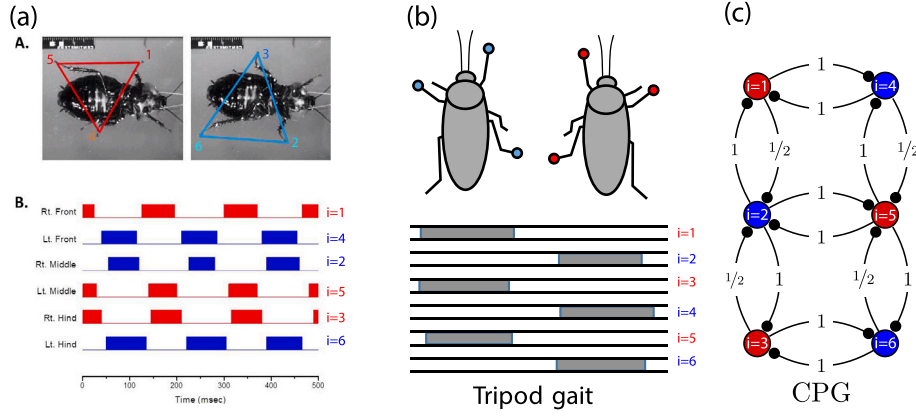 (a)
A.
5
1
3
6
2
B.
Rt. Front
i=1
Lt. Front
i=4
Rt. Middle
i=2
Lt. Middle
i=5
Rt. Hind
i=3
Lt. Hind
i=6
0 100 200 300 400 500
Time (msec)
(b)
i=1
i=2
i=3
i=4
i=5
i=6
Tripod gait
(c)
i=1 1 i=4
1
1 1/2 1 1/2
i=2 1 i=5
1
1/2 1 1/2 1
i=3 1 i=6
1
CPG